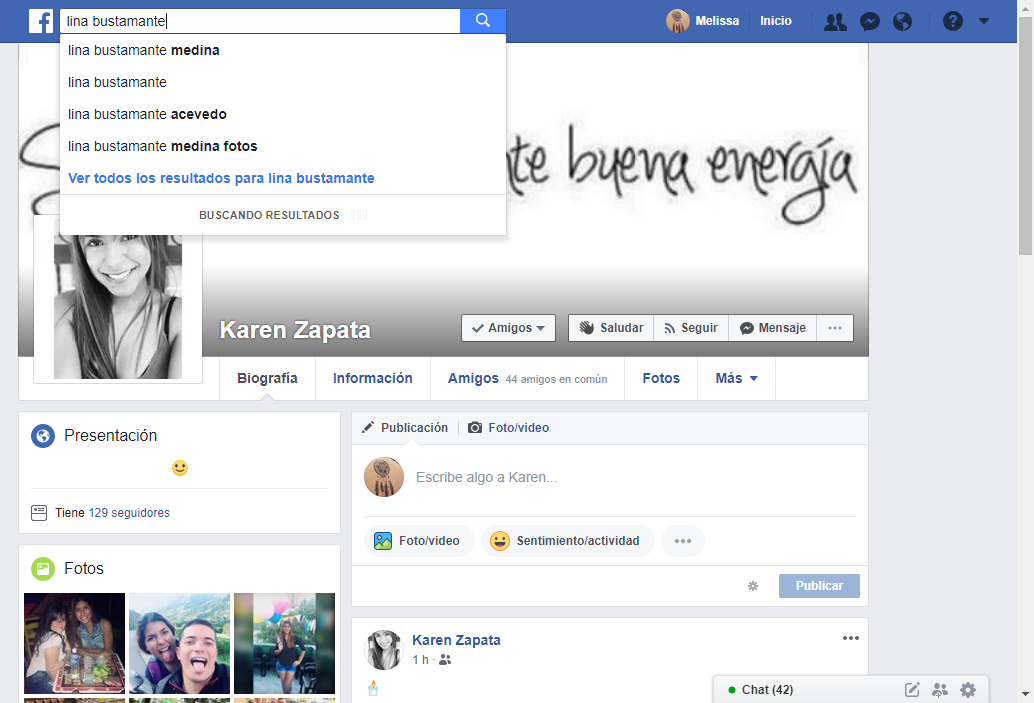 lina bustamante
Melissa Inicio
lina bustamante medina
lina bustamante
lina bustamante acevedo
lina bustamante medina fotos
Ver todos los resultados para lina bustamante
BUSCANDO RESULTADOS
buena energía
Karen Zapata
Amigos Saludar Seguir Mensaje
Biografía Información Amigos 44 amigos en común Fotos Más
Presentación
Tiene 129 seguidores
Fotos
Publicación Foto/video
Escribe algo a Karen...
Foto/video Sentimiento/actividad
Publicar
Karen Zapata
1 h ·
Chat (42)